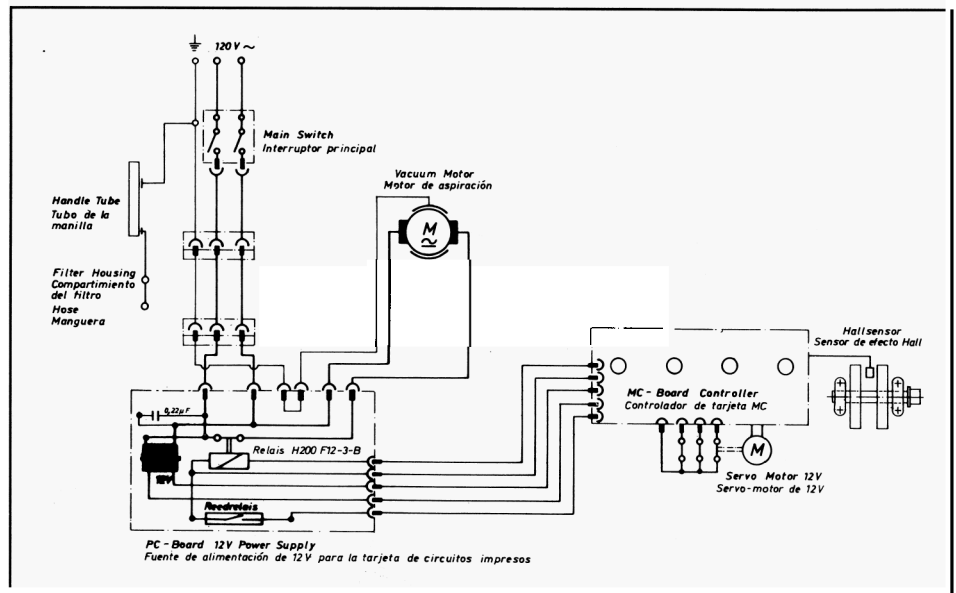 120V ~
Main Switch
Interruptor principal
Vacuum Motor
Motor de aspiración
M
Handle Tube
Tubo de la
manilla
Filter Housing
Compartimiento
del filtro
Hose
Manguera
Hallsensor
Sensor de efecto Hall
MC-Board Controller
Controlador de tarjeta MC
0,22µF
Relais H200 F12-3-B
12V
M
Servo Motor 12V
Servo-motor de 12V
Reedrelais
PC-Board 12V Power Supply
Fuente de alimentación de 12V para la tarjeta de circuitos impresos